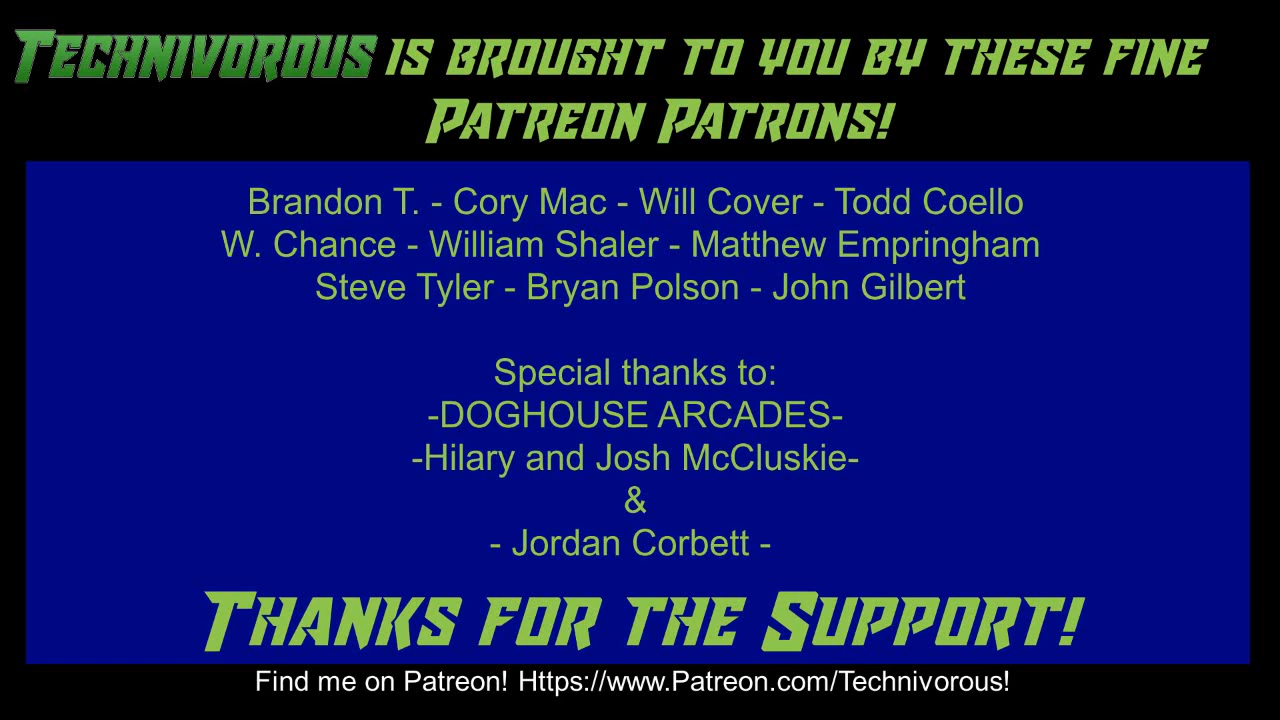 Technivorous is brought to you by these fine
Patreon Patrons!
Brandon T. - Cory Mac - Will Cover - Todd Coello
W. Chance - William Shaler - Matthew Empringham
Steve Tyler - Bryan Polson - John Gilbert
Special thanks to:
-DOGHOUSE ARCADES-
-Hilary and Josh McCluskie-
&
- Jordan Corbett -
Thanks for the Support!
Find me on Patreon! Https://www.Patreon.com/Technivorous!